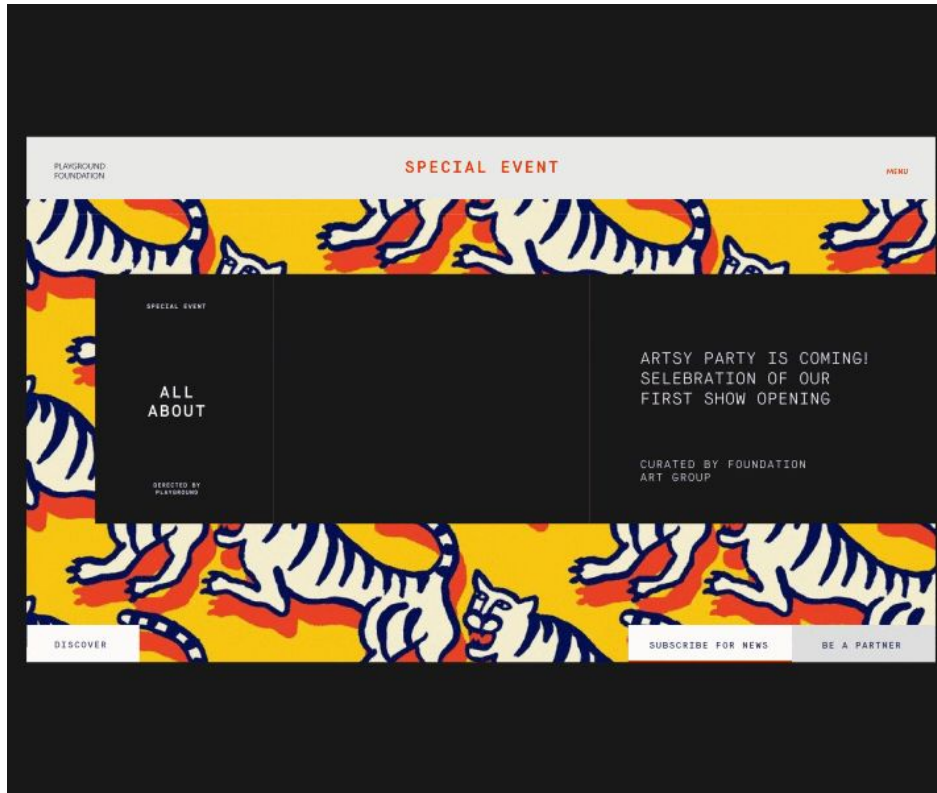 PLAYGROUND
FOUNDATION
SPECIAL EVENT
MENU
SPECIAL EVENT
ALL
ABOUT
DERECTED BY
PLAYGROUND
ARTSY PARTY IS COMING!
SELEBRATION OF OUR
FIRST SHOW OPENING
CURATED BY FOUNDATION
ART GROUP
DISCOVER
SUBSCRIBE FOR NEWS
BE A PARTNER